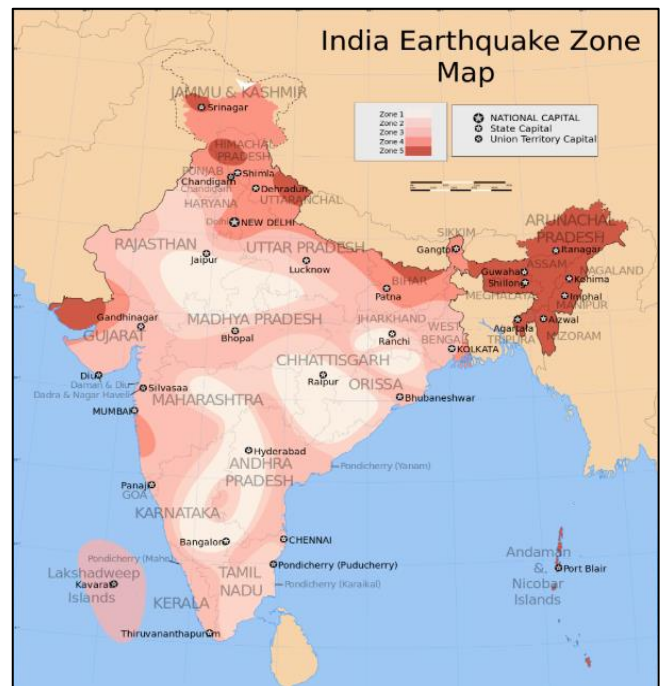 India Earthquake Zone
Map
Zone 1
Zone 2
Zone 3
Zone 4
Zone 5
NATIONAL CAPITAL
State Capital
Union Territory Capital
JAMMU & KASHMIR
Srinagar
HIMACHAL
PRADESH
PUNJAB
Shimla
Chandigarh
Chandigarh
Dehradun
UTTARANCHAL
HARYANA
Delhi
NEW DELHI
RAJASTHAN
Jaipur
UTTAR PRADESH
Lucknow
SIKKIM
Gangtok
ARUNACHAL
PRADESH
Itanagar
ASSAM
Guwahati
NAGALAND
Kohima
Shillong
MEGHALAYA
Imphal
MANIPUR
BIHAR
Patna
Gandhinagar
GUJARAT
MADHYA PRADESH
Bhopal
JHARKHAND
Ranchi
WEST
BENGAL
KOLKATA
Agartala
TRIPURA
Aizwal
MIZORAM
CHHATTISGARH
Raipur
ORISSA
Bhubaneshwar
Diu
Daman & Diu
Dadra & Nagar Haveli
Silvasaa
MAHARASHTRA
MUMBAI
Hyderabad
ANDHRA
PRADESH
Pondicherry (Yanam)
Panaji
GOA
KARNATAKA
Bangalore
CHENNAI
Pondicherry (Mahe)
Pondicherry (Puducherry)
Pondicherry (Karaikal)
Lakshadweep
Islands
Kavaratti
TAMIL
NADU
KERALA
Thiruvananthapuram
Andaman
&
Nicobar
Islands
Port Blair